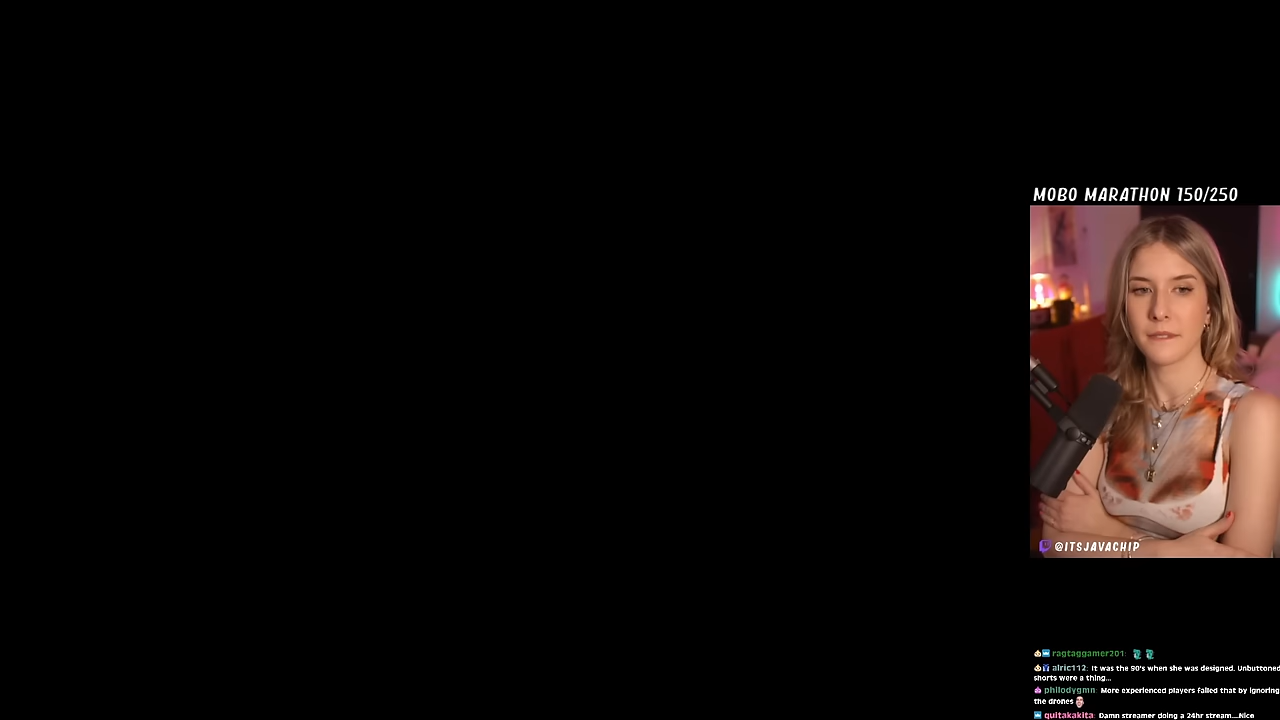 MOBO MARATHON 150/250
@ITSJAVACHIP
ragtaggamer201:
alric112: It was the 90's when she was designed. Unbuttoned
shorts were a thing...
philodygmn: More experienced players failed that by ignoring
the drones
quitakakita: Damn streamer doing a 24hr stream...Nice